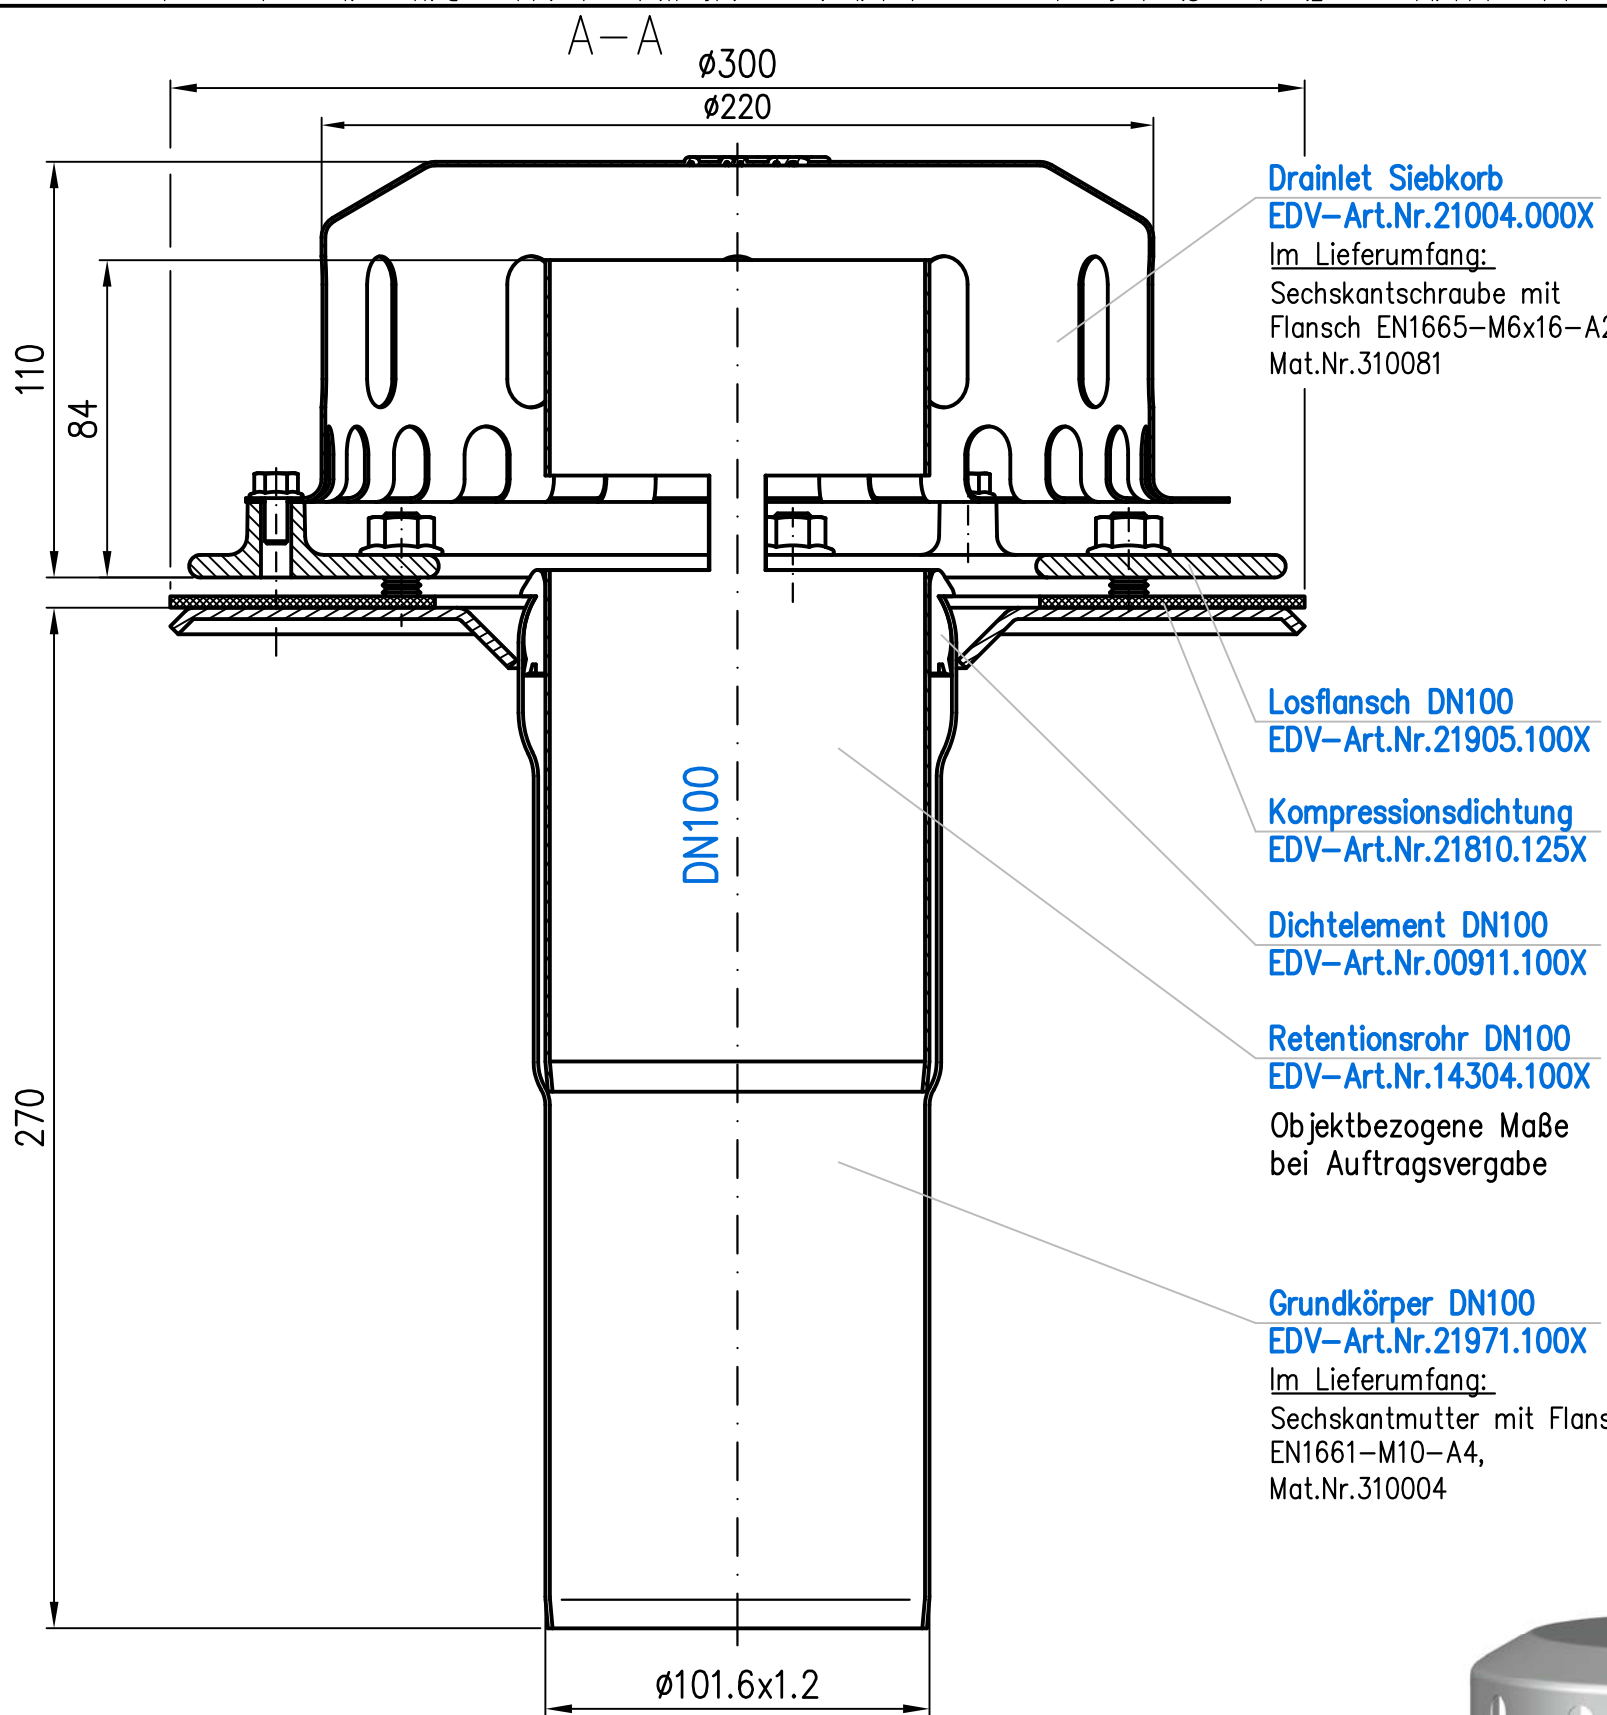 A-A
ø300
ø220
110
84
270
DN100
ø101.6x1.2
Drainlet Siebkorb
EDV-Art.Nr.21004.000X
Im Lieferumfang:
Sechskantschraube mit
Flansch EN1665-M6x16-A2
Mat.Nr.310081
Losflansch DN100
EDV-Art.Nr.21905.100X
Kompressionsdichtung
EDV-Art.Nr.21810.125X
Dichtelement DN100
EDV-Art.Nr.00911.100X
Retentionsrohr DN100
EDV-Art.Nr.14304.100X
Objektbezogene Maße
bei Auftragsvergabe
Grundkörper DN100
EDV-Art.Nr.21971.100X
Im Lieferumfang:
Sechskantmutter mit Flans
EN1661-M10-A4,
Mat.Nr.310004